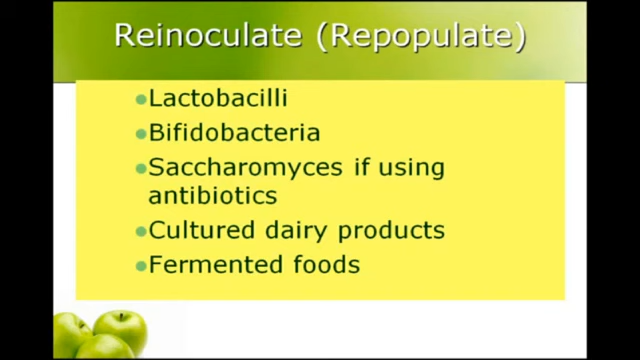 Reinoculate (Repopulate)
Lactobacilli
Bifidobacteria
Saccharomyces if using
antibiotics
Cultured dairy products
Fermented foods